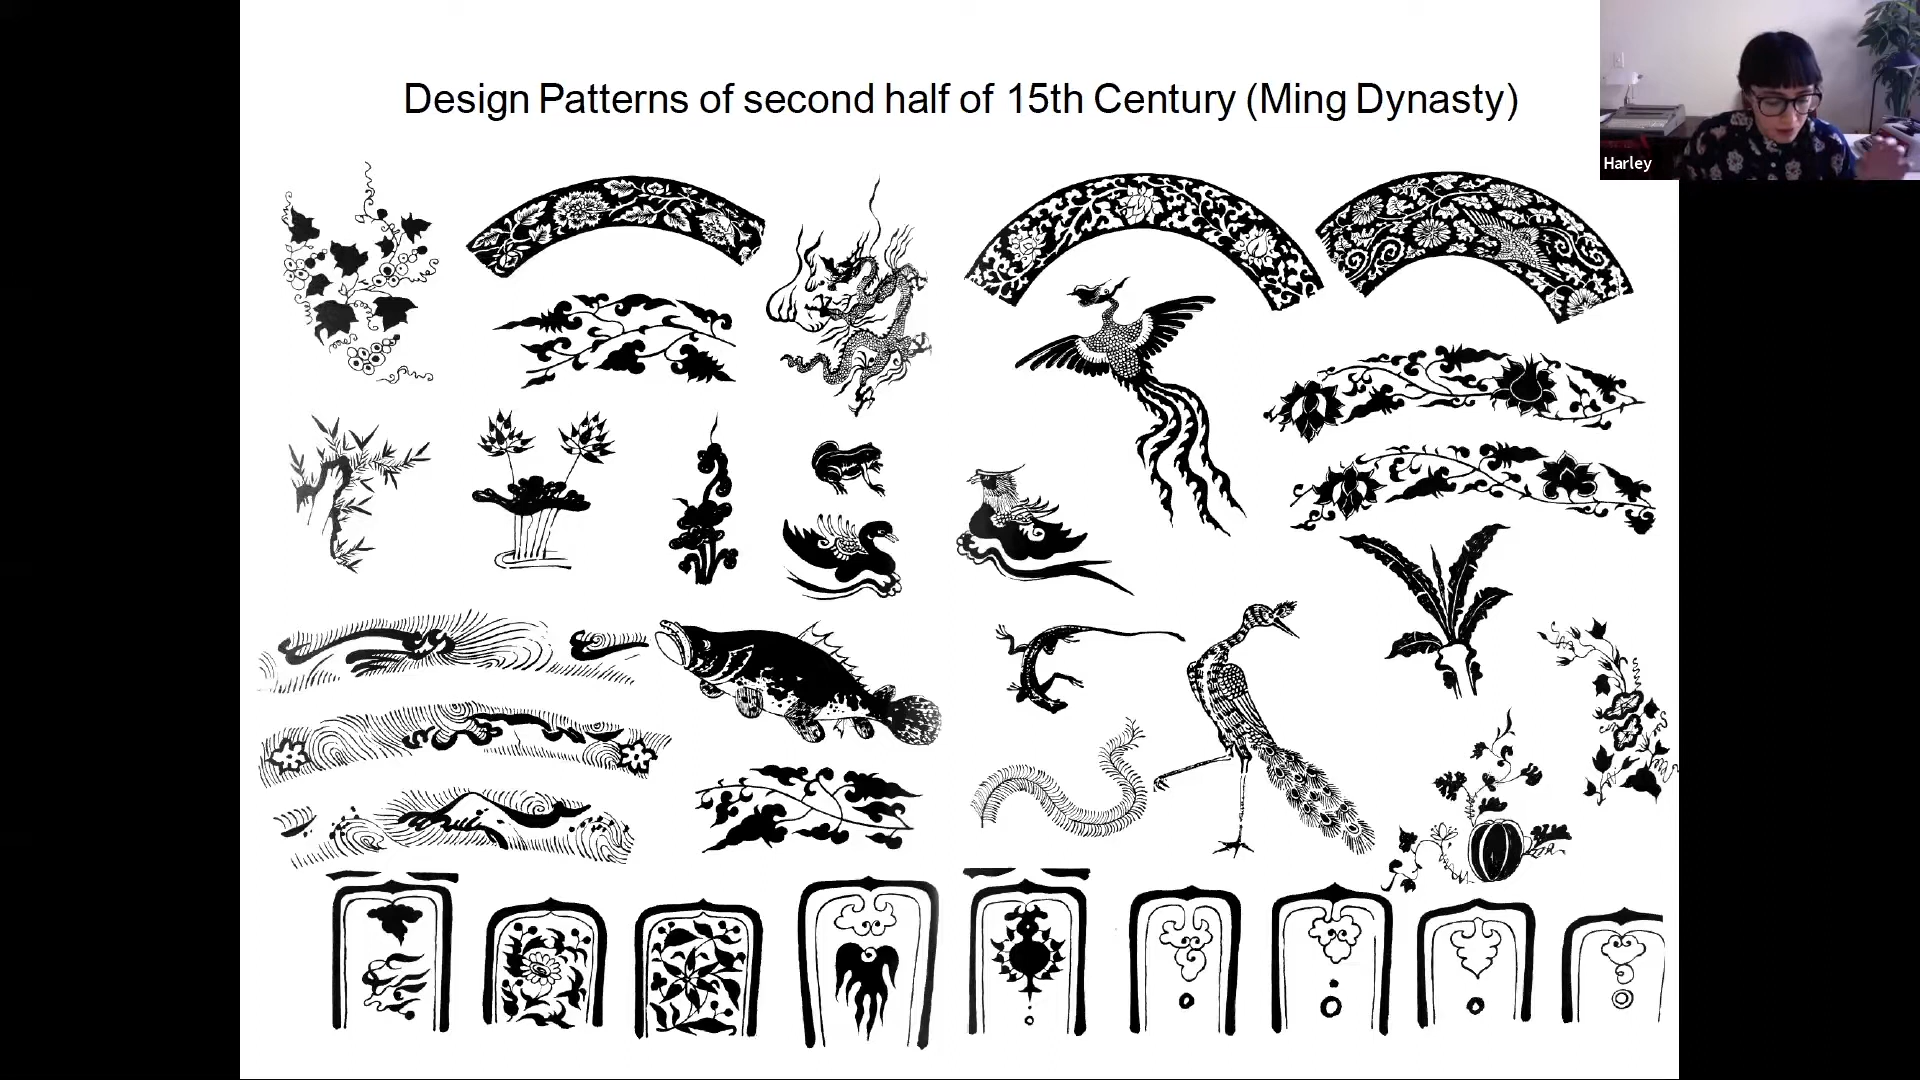 Design Patterns of second half of 15th Century (Ming Dynasty)
Harley